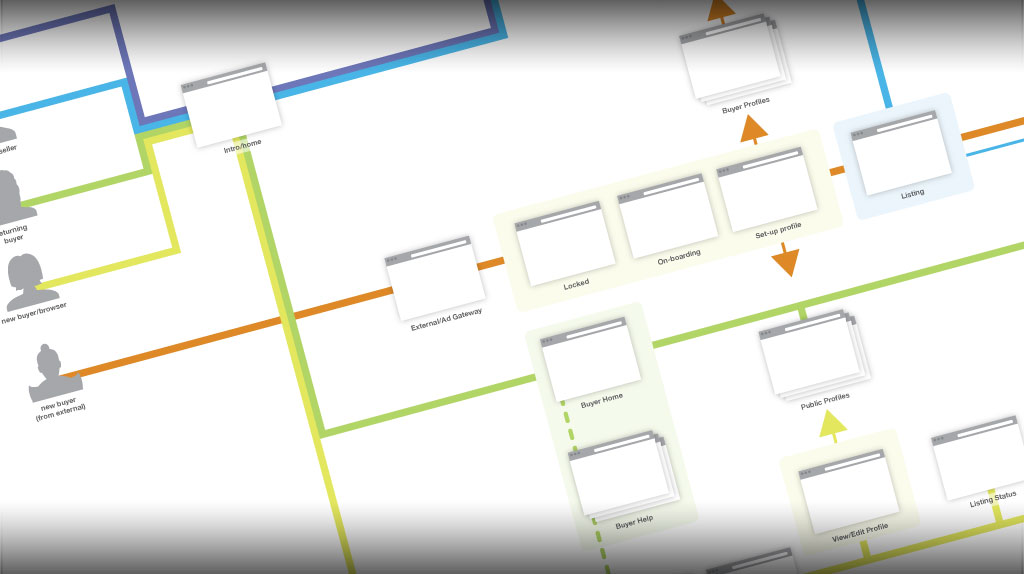 Buyer Profiles
Intro/home
seller
Listing
Set-up profile
On-boarding
Locked
returning
buyer
new buyer/browser
External/Ad Gateway
new buyer
(from external)
Buyer Home
Public Profiles
Listing Status
Buyer Help
View/Edit Profile